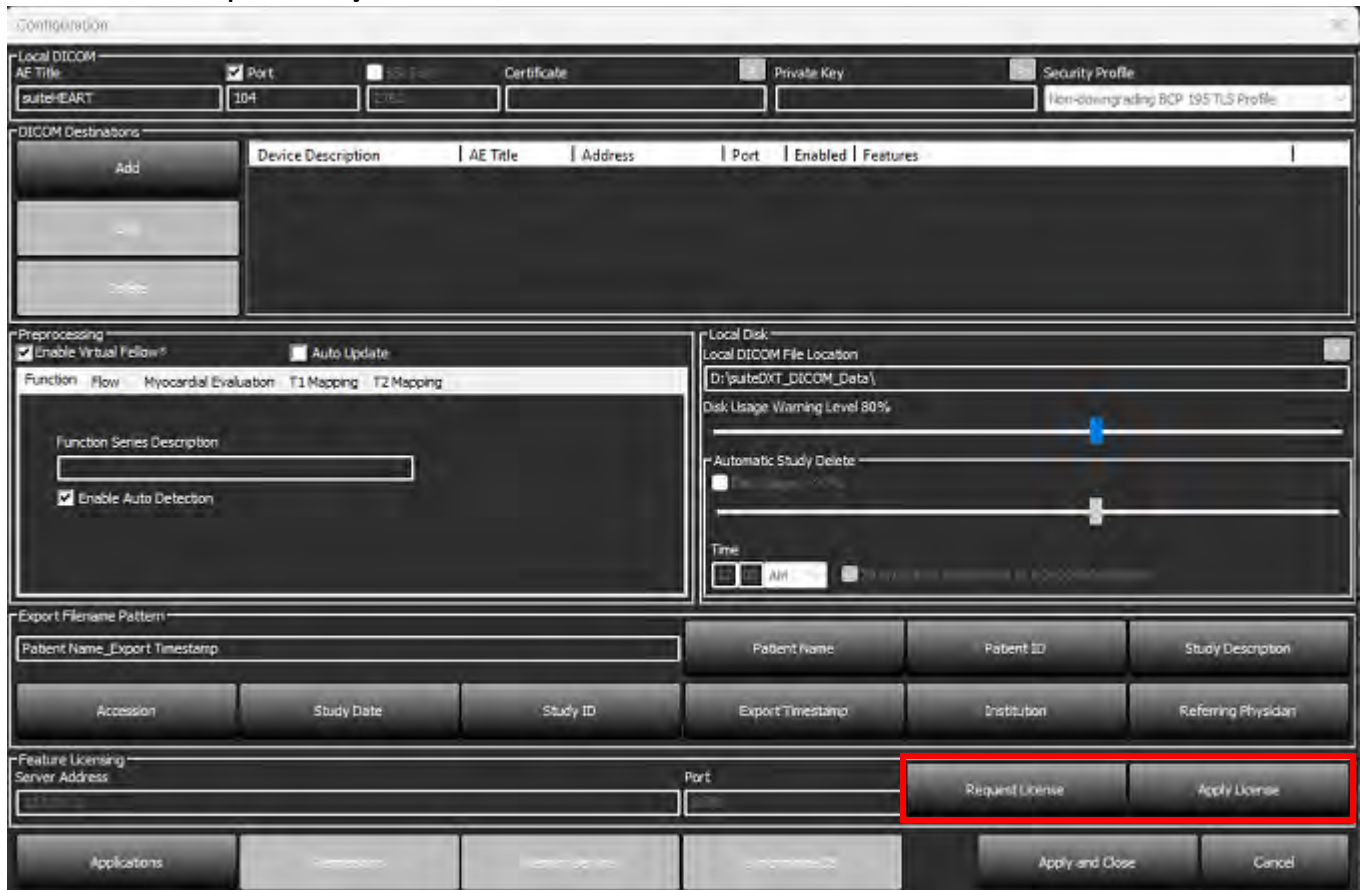 Configuration
Local DICOM
AE Title Port Certificate Private Key Security Profile
suiteHEART 104 Non-downgrading BCP 195 TLS Profile
DICOM Destinations
Add
Device Description AE Title Address Port Enabled Features
Delete
Preprocessing
Enable Virtual Fellow® Auto Update
Function Flow Myocardial Evaluation T1 Mapping T2 Mapping
Function Series Description
Enable Auto Detection
Local Disk
Local DICOM File Location
D:\suiteDXT_DICOM_Data\
Disk Usage Warning Level 80%
Automatic Study Delete
Time
AM
Export Filename Pattern
Patient Name_Export Timestamp Patient Name Patient ID Study Description
Accession Study Date Study ID Export Timestamp Institution Referring Physician
Feature Licensing
Server Address Port
Request License Apply License
Applications Apply and Close Cancel